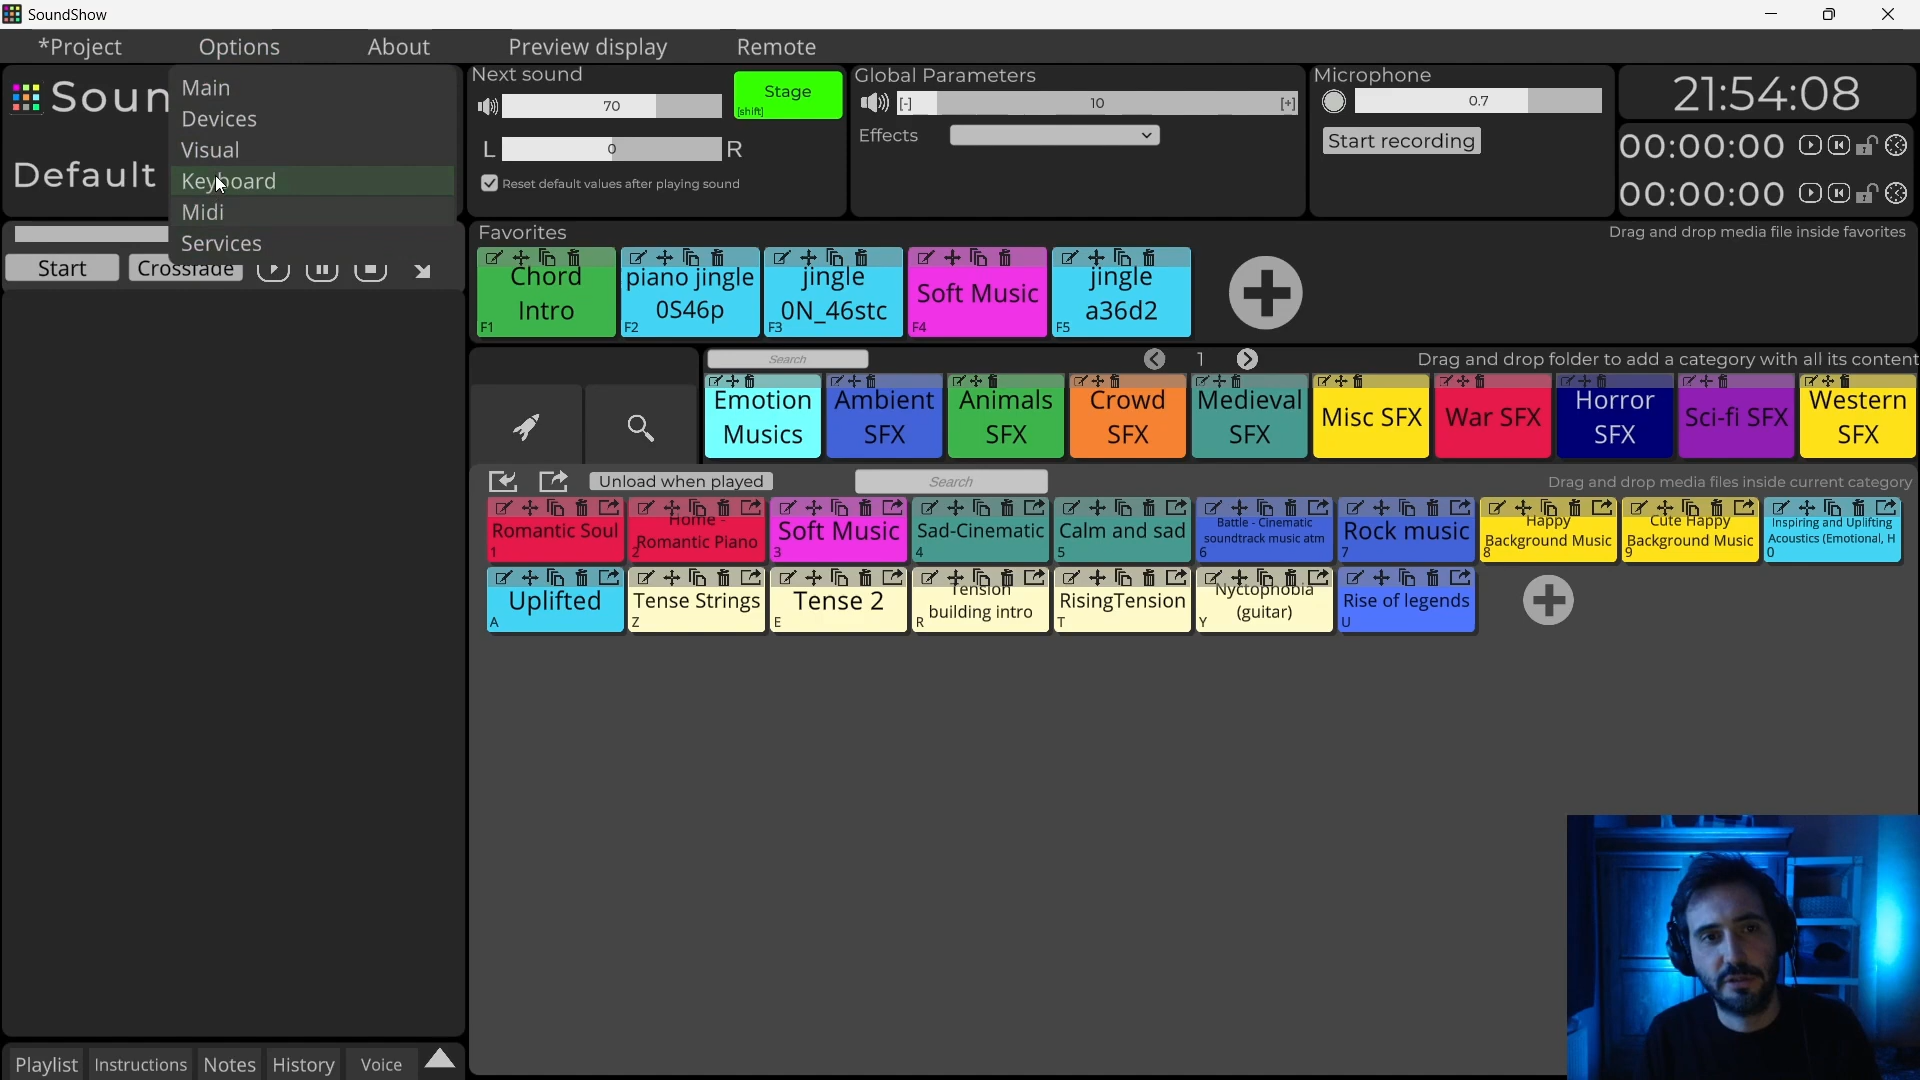 SoundShow
*Project
Options
About
Preview display
Remote
Soun
Default
Main
Devices
Visual
Keyboard
Midi
Services
Start
Crossfade
Next sound
70
Stage
[shift]
L
0
R
Reset default values after playing sound
Global Parameters
[-]
10
[+]
Effects
Microphone
0.7
Start recording
21:54:08
00:00:00
00:00:00
Favorites
Drag and drop media file inside favorites
Chord
Intro
F1
piano jingle
0S46p
F2
jingle
0N_46stc
F3
Soft Music
F4
jingle
a36d2
F5
Search
1
Drag and drop folder to add a category with all its content
Emotion
Musics
Ambient
SFX
Animals
SFX
Crowd
SFX
Medieval
SFX
Misc SFX
War SFX
Horror
SFX
Sci-fi SFX
Western
SFX
Unload when played
Search
Drag and drop media files inside current category
Romantic Soul
1
Home -
Romantic Piano
2
Soft Music
3
Sad-Cinematic
4
Calm and sad
5
Battle - Cinematic
soundtrack music atm
6
Rock music
7
Happy
Background Music
8
Cute Happy
Background Music
9
Inspiring and Uplifting
Acoustics (Emotional, H
0
Uplifted
A
Tense Strings
Z
Tense 2
E
Tension
building intro
R
RisingTension
T
Nyctophobia
(guitar)
Y
Rise of legends
U
Playlist
Instructions
Notes
History
Voice